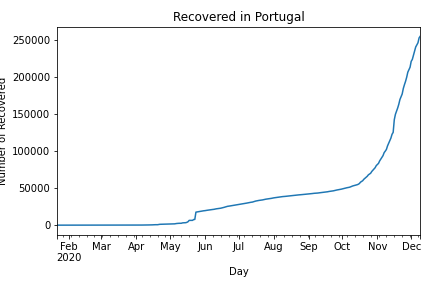 Recovered in Portugal
Number of Recovered
250000
200000
150000
100000
50000
0
Feb Mar Apr May Jun Jul Aug Sep Oct Nov Dec
2020
Day